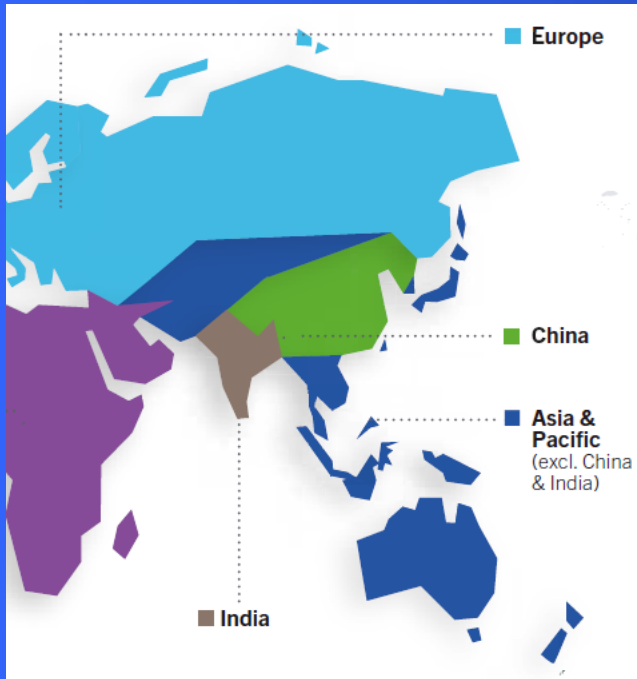 Europe
China
Asia &
Pacific
(excl. China
& India)
India